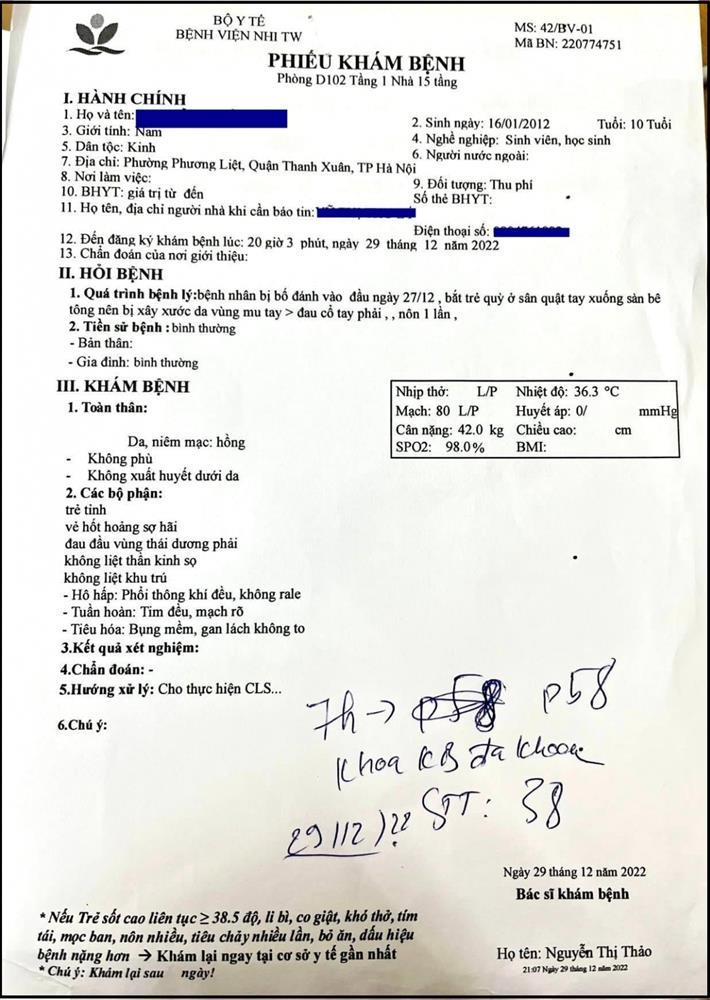 BỘ Y TẾ
BỆNH VIỆN NHI TW
MS: 42/BV-01
Mã BN: 220774751
PHIẾU KHÁM BỆNH
Phòng D102 Tầng 1 Nhà 15 tầng
I. HÀNH CHÍNH
1. Họ và tên:
2. Sinh ngày: 16/01/2012 Tuổi: 10 Tuổi
3. Giới tính: Nam
4. Nghề nghiệp: Sinh viên, học sinh
5. Dân tộc: Kinh
6. Người nước ngoài:
7. Địa chỉ: Phường Phương Liệt, Quận Thanh Xuân, TP Hà Nội
8. Nơi làm việc:
9. Đối tượng: Thu phí
10. BHYT: giá trị từ đến
Số thẻ BHYT:
11. Họ tên, địa chỉ người nhà khi cần báo tin:
Điện thoại số:
12. Đến đăng ký khám bệnh lúc: 20 giờ 3 phút, ngày 29 tháng 12 năm 2022
13. Chẩn đoán của nơi giới thiệu:
II. HỎI BỆNH
1. Quá trình bệnh lý:bệnh nhân bị bố đánh vào đầu ngày 27/12 , bắt trẻ quỳ ở sân quật tay xuống sàn bê
tông nên bị xây xước da vùng mu tay > đau cổ tay phải , , nôn 1 lần ,
2. Tiền sử bệnh : bình thường
- Bản thân:
- Gia đình: bình thường
III. KHÁM BỆNH
1. Toàn thân:
Nhịp thở: L/P Nhiệt độ: 36.3 °C
Mạch: 80 L/P Huyết áp: 0/ mmHg
Cân nặng: 42.0 kg Chiều cao: cm
SPO2: 98.0% BMI:
Da, niêm mạc: hồng
- Không phù
- Không xuất huyết dưới da
2. Các bộ phận:
trẻ tỉnh
vẻ hốt hoảng sợ hãi
đau đầu vùng thái dương phải
không liệt thần kinh sọ
không liệt khu trú
- Hô hấp: Phổi thông khí đều, không rale
- Tuần hoàn: Tim đều, mạch rõ
- Tiêu hóa: Bụng mềm, gan lách không to
3.Kết quả xét nghiệm:
4.Chẩn đoán: -
5.Hướng xử lý: Cho thực hiện CLS...
6.Chú ý:
7h → p58
Khoa KB đa khoa
STT: 38
29/12/22
Ngày 29 tháng 12 năm 2022
Bác sĩ khám bệnh
* Nếu Trẻ sốt cao liên tục ≥ 38.5 độ, li bì, co giật, khó thở, tím
tái, mọc ban, nôn nhiều, tiêu chảy nhiều lần, bỏ ăn, dấu hiệu
bệnh nặng hơn → Khám lại ngay tại cơ sở y tế gần nhất
* Chú ý: Khám lại sau ngày!
Họ tên: Nguyễn Thị Thảo
21:07 Ngày 29 tháng 12 năm 2022